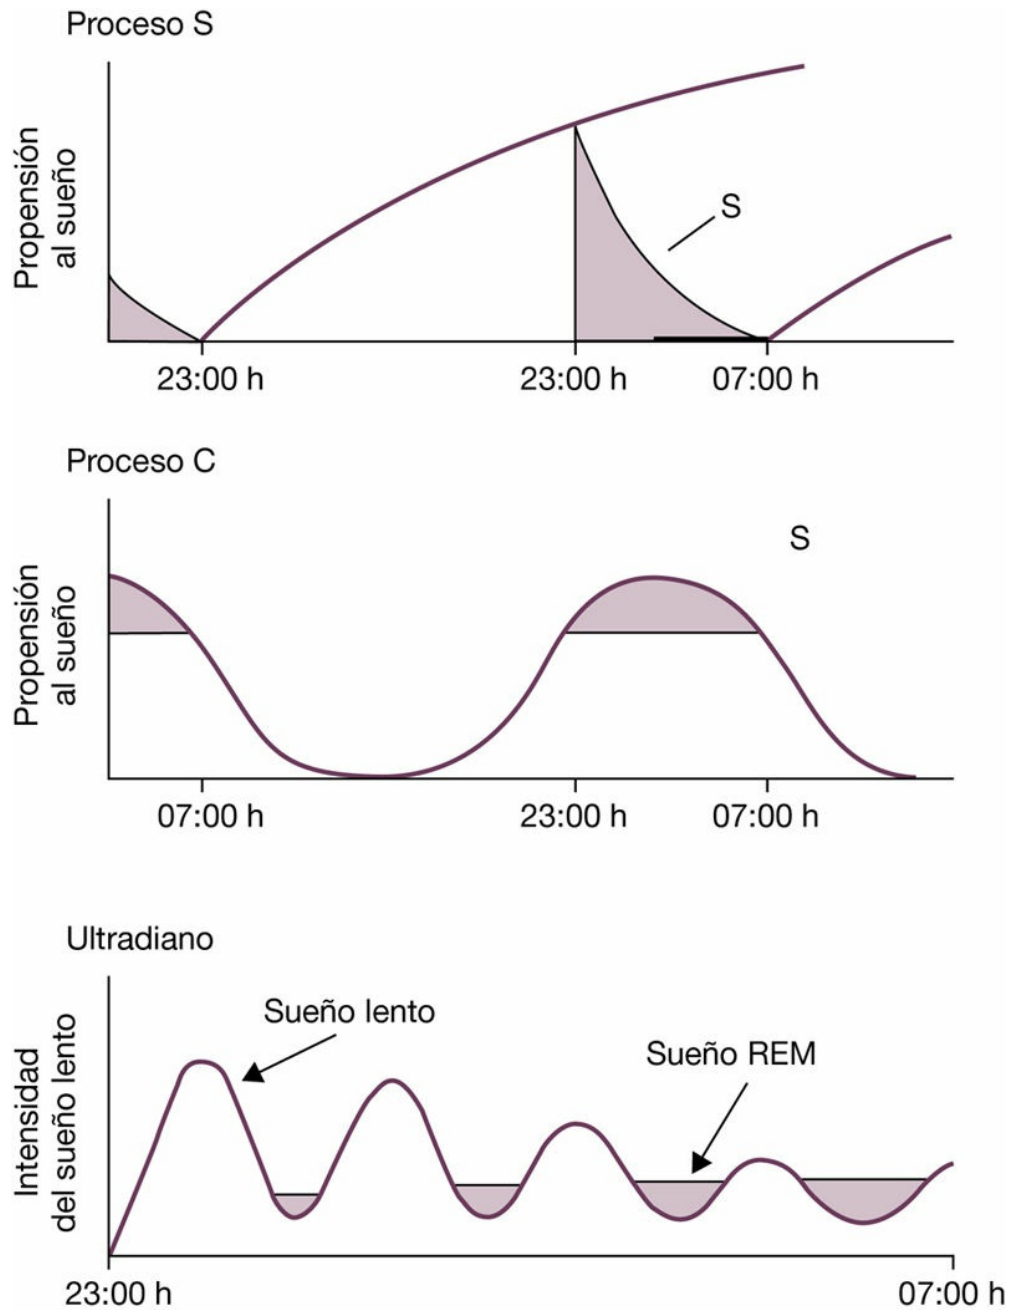 Proceso S
Propensión
al sueño
S
23:00 h
23:00 h
07:00 h
Proceso C
Propensión
al sueño
S
07:00 h
23:00 h
07:00 h
Ultradiano
Intensidad
del sueño lento
Sueño lento
Sueño REM
23:00 h
07:00 h